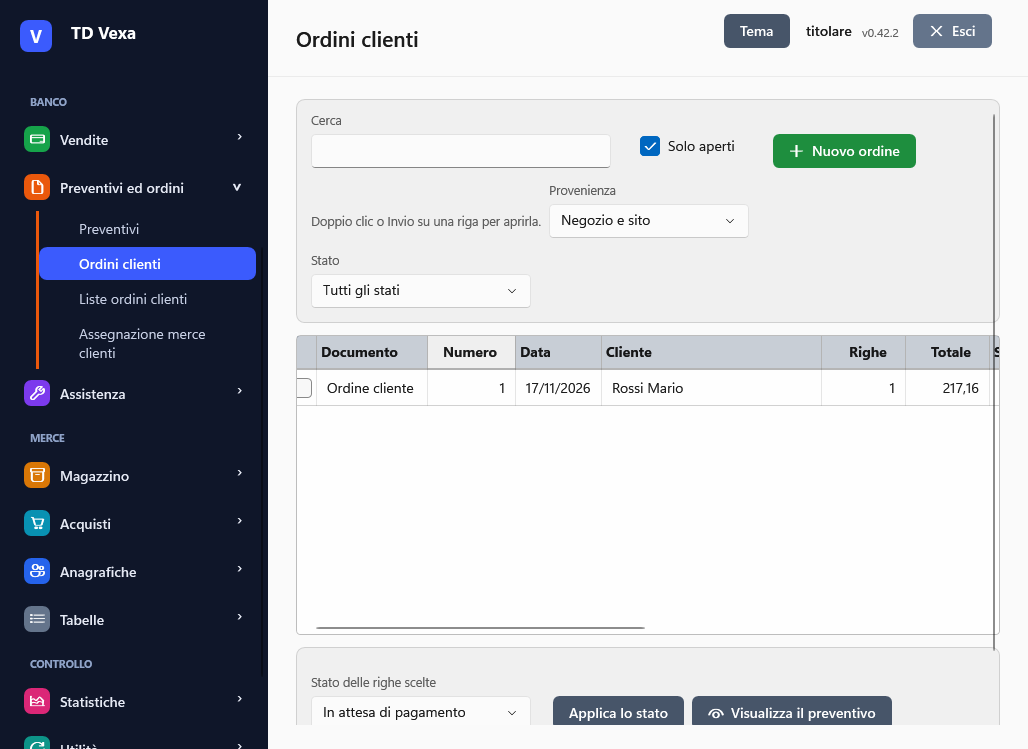 V
TD Vexa
BANCO
Vendite
Preventivi ed ordini
Preventivi
Ordini clienti
Liste ordini clienti
Assegnazione merce
clienti
Assistenza
MERCE
Magazzino
Acquisti
Anagrafiche
Tabelle
CONTROLLO
Statistiche
Utilità
Ordini clienti
Tema
titolare
v0.42.2
Esci
Cerca
Solo aperti
Nuovo ordine
Provenienza
Doppio clic o Invio su una riga per aprirla.
Negozio e sito
Stato
Tutti gli stati
Documento Numero Data Cliente Righe Totale
Ordine cliente 1 17/11/2026 Rossi Mario 1 217,16
Stato delle righe scelte
In attesa di pagamento
Applica lo stato
Visualizza il preventivo